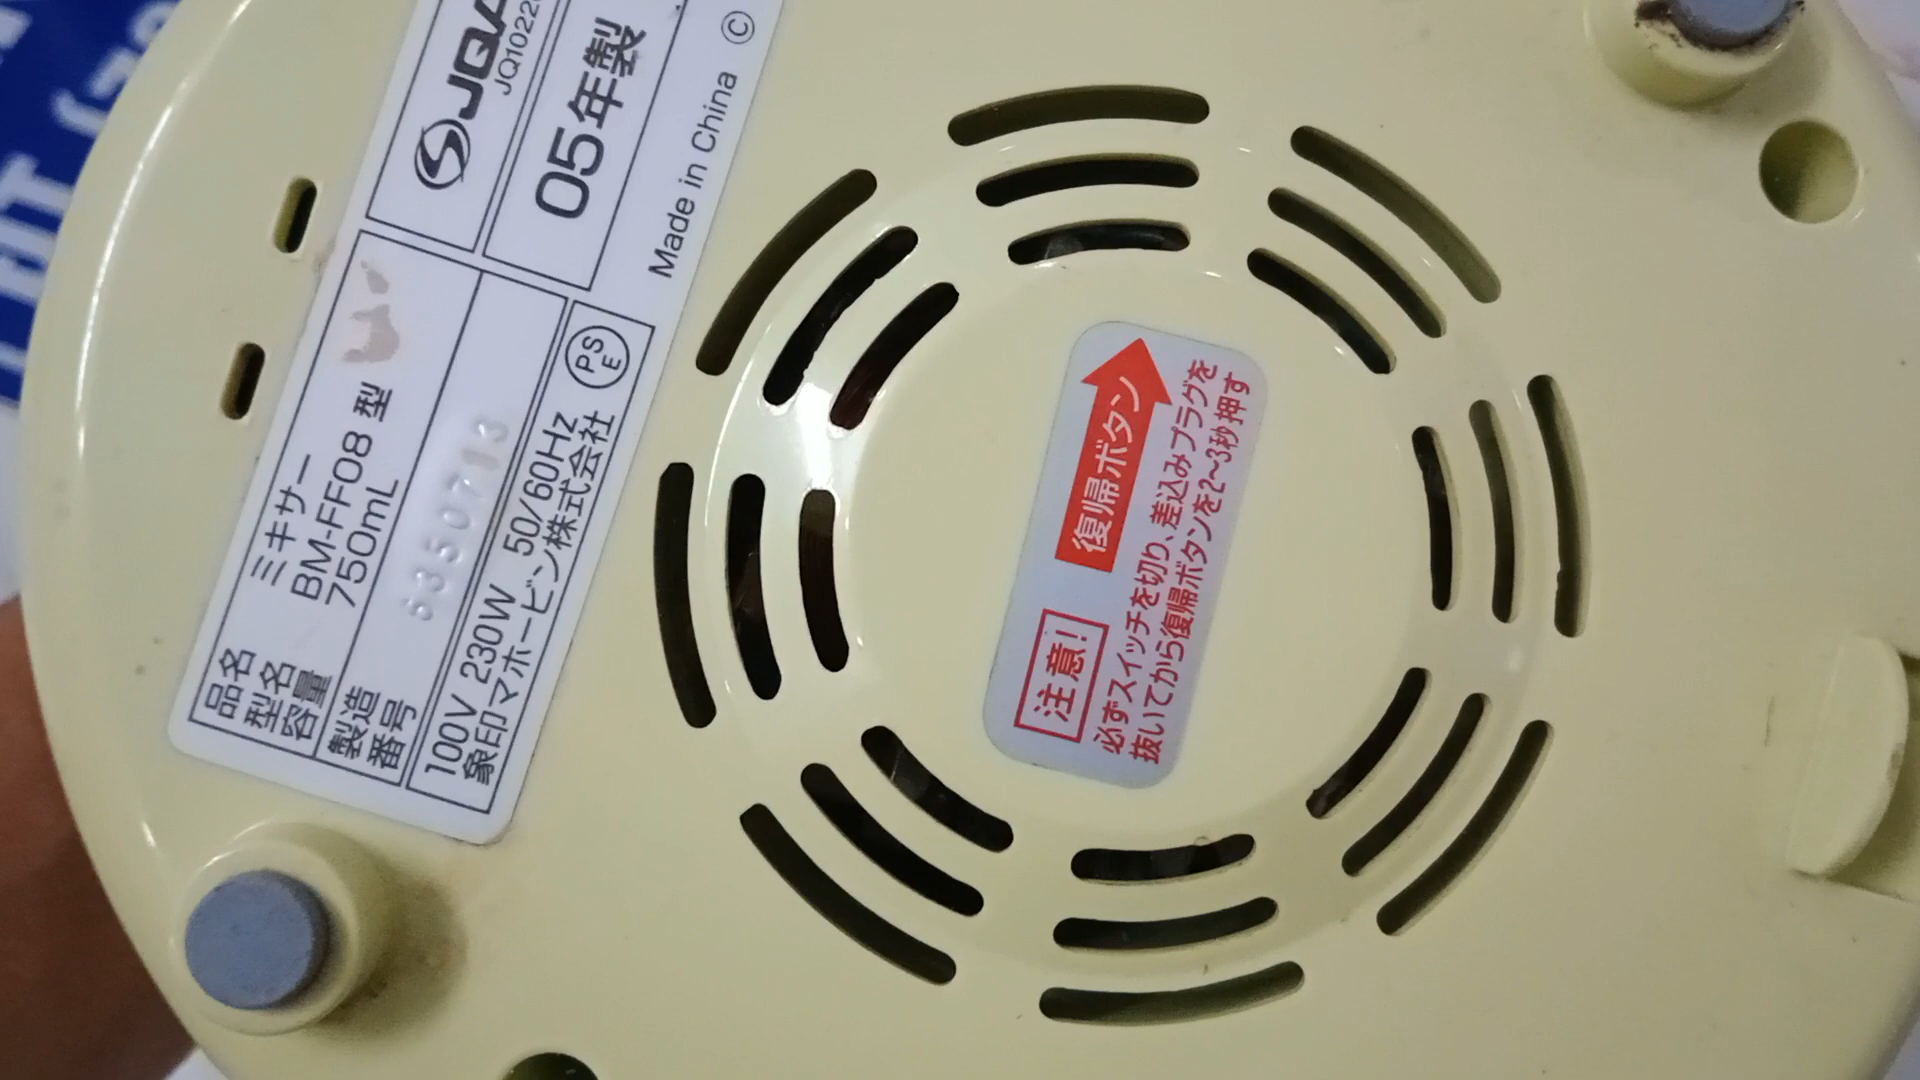 品名 ミキサー
型名 BM-FF08 型
容量 750mL
製造番号 5350713
100V 230W 50/60Hz
象印マホービン株式会社
PS
E
JQA
05年製
Made in China ©
注意!
復帰ボタン
必ずスイッチを切り、差込みプラグを
抜いてから復帰ボタンを2〜3秒押す